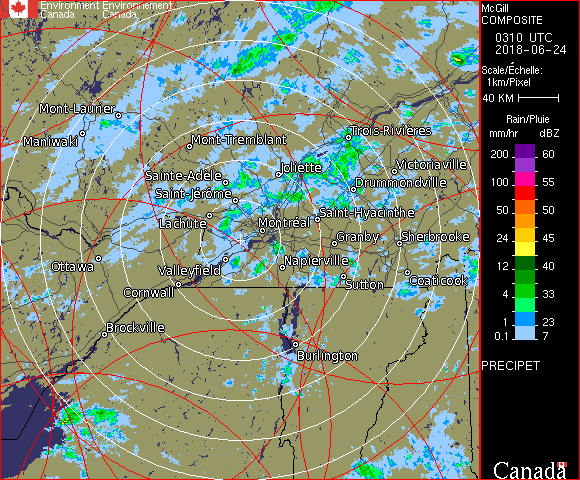 Environment Environnement
Canada Canada
McGill
COMPOSITE
0310 UTC
2018-06-24
Scale/Échelle:
1km/Pixel
40 KM
Rain/Pluie
mm/hr dBZ
200 60
100 55
50 50
24 45
12 40
4 33
1 23
0.1 7
PRECIPET
Canada
Mont-Laurier
Maniwaki
Mont-Tremblant
Trois-Rivières
Sainte-Adèle
Joliette
Victoriaville
Saint-Jérôme
Drummondville
Lachute
Montréal
Saint-Hyacinthe
Granby
Sherbrooke
Ottawa
Valleyfield
Napierville
Cornwall
Sutton
Coaticook
Brockville
Burlington